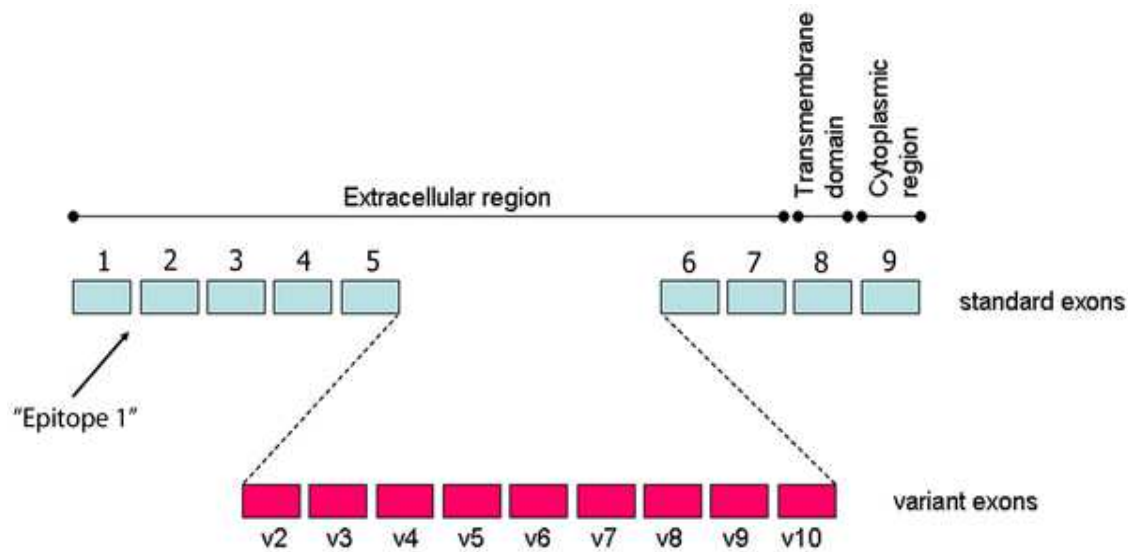 Transmembrane
domain
Cytoplasmic
region
Extracellular region
1 2 3 4 5 6 7 8 9
standard exons
"Epitope 1"
variant exons
v2 v3 v4 v5 v6 v7 v8 v9 v10